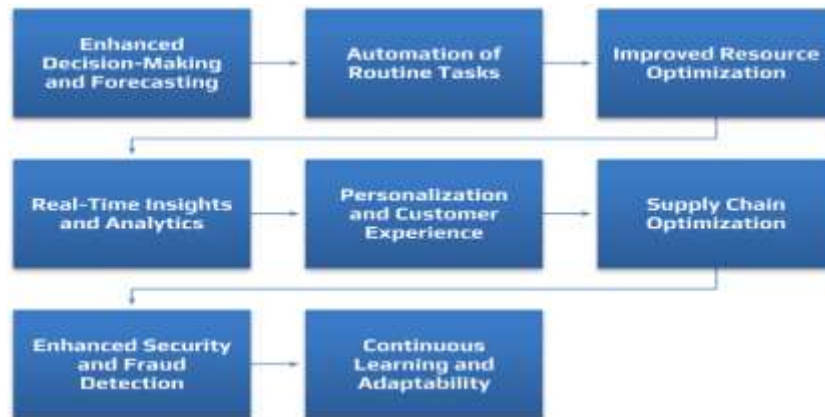 Enhanced
Decision-Making
and Forecasting
Automation of
Routine Tasks
Improved Resource
Optimization
Real-Time Insights
and Analytics
Personalization
and Customer
Experience
Supply Chain
Optimization
Enhanced Security
and Fraud
Detection
Continuous
Learning and
Adaptability